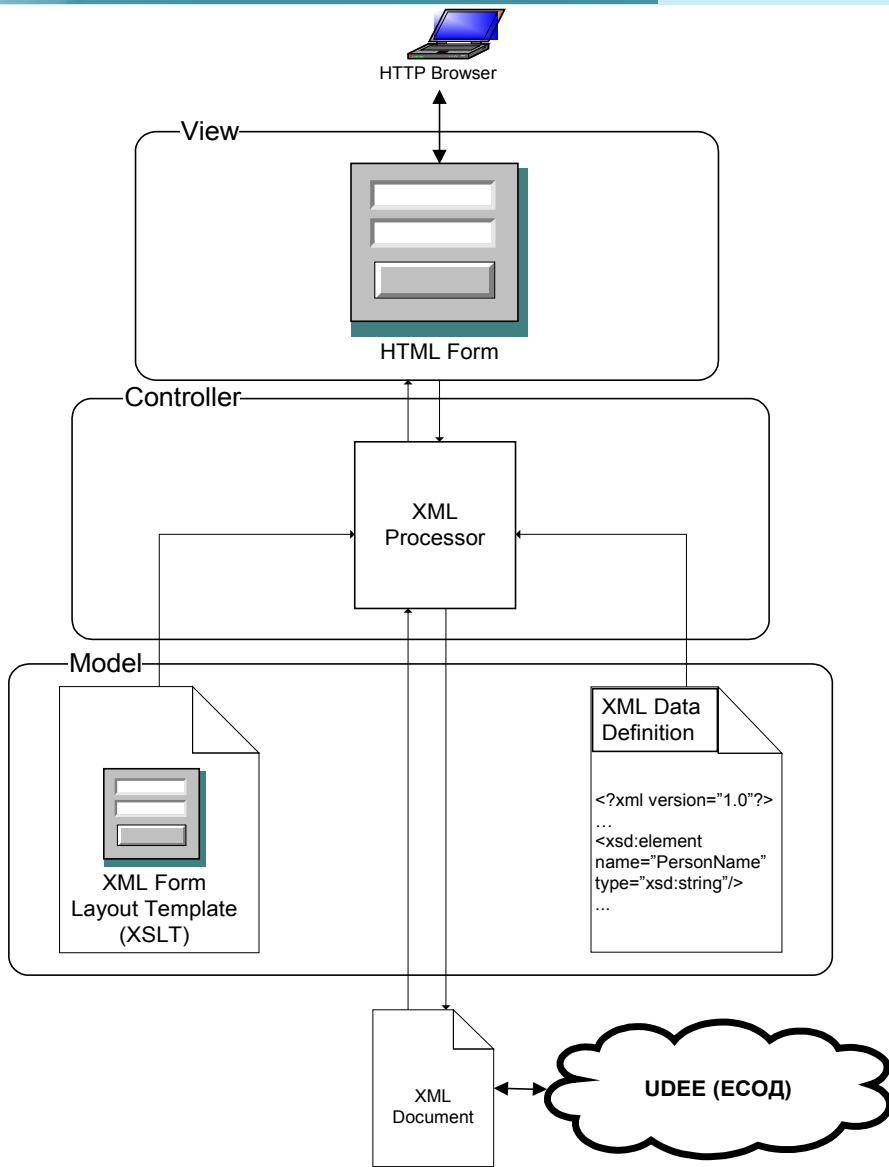 HTTP Browser
View
HTML Form
Controller
XML
Processor
Model
XML Form
Layout Template
(XSLT)
XML Data
Definition
<?xml version=”1.0”?>
…
<xsd:element
name=”PersonName”
type=”xsd:string”/>
...
XML
Document
UDEE (ЕСОД)